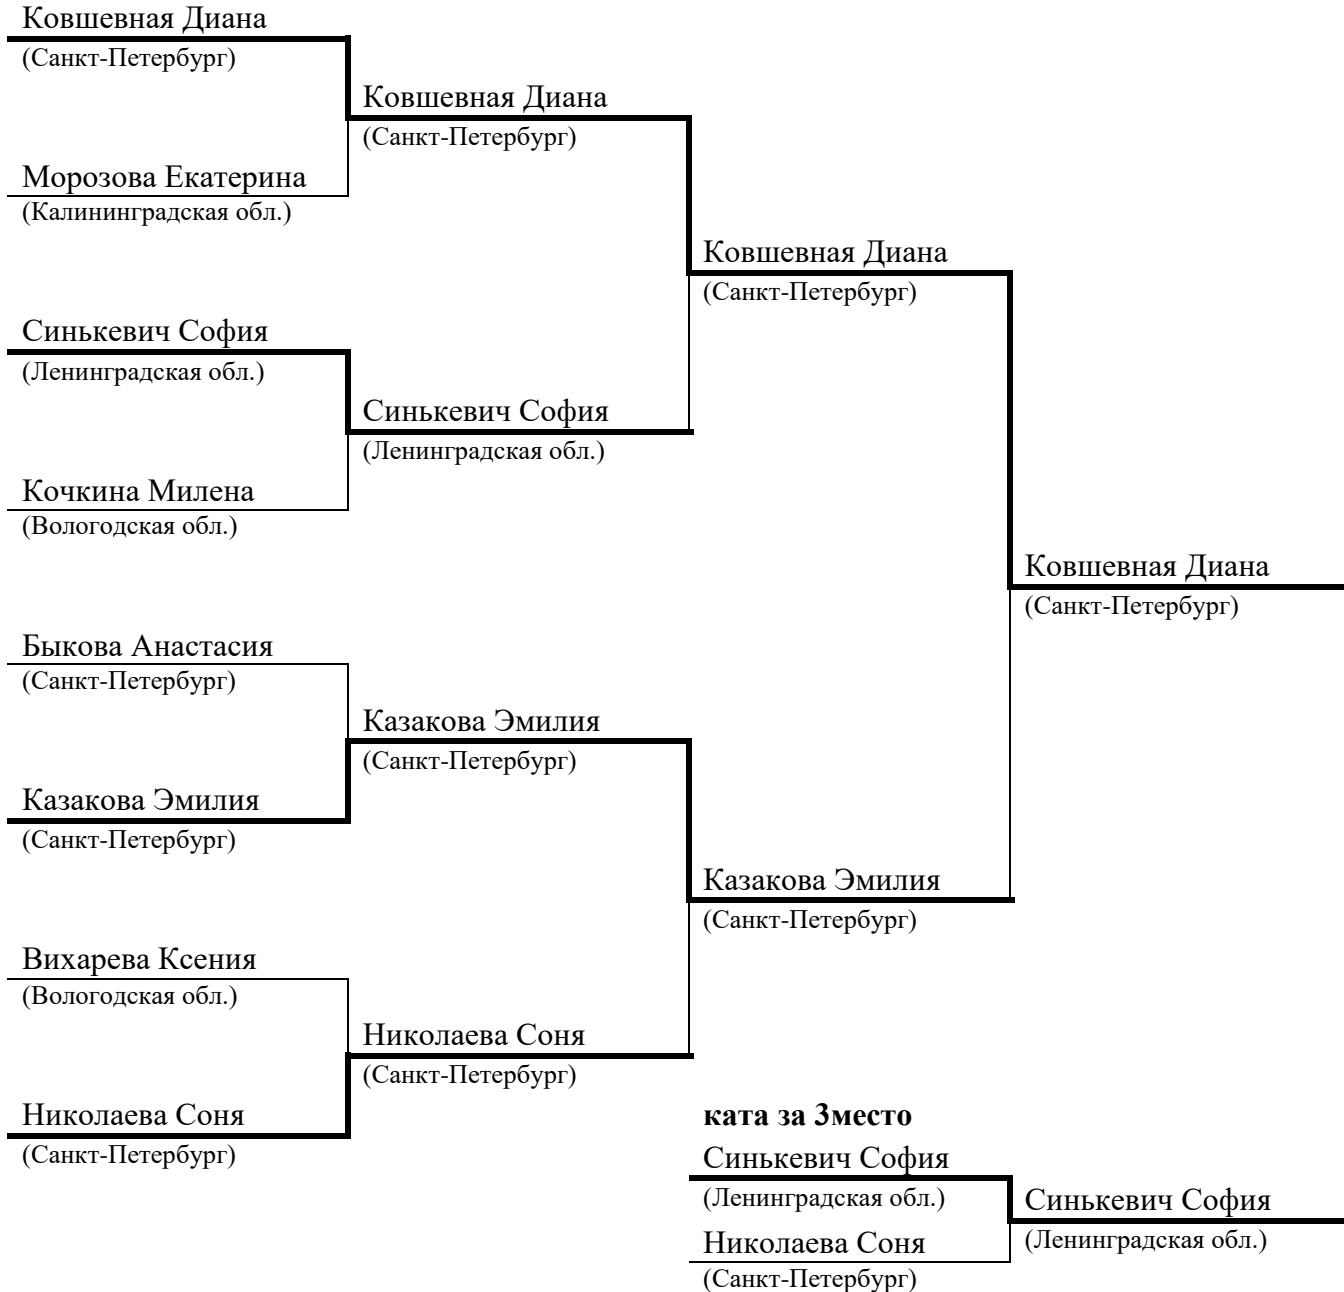 Ковшевная Диана
(Санкт-Петербург)
Ковшевная Диана
(Санкт-Петербург)
Морозова Екатерина
(Калининградская обл.)
Ковшевная Диана
(Санкт-Петербург)
Синькевич София
(Ленинградская обл.)
Синькевич София
(Ленинградская обл.)
Кочкина Милена
(Вологодская обл.)
Ковшевная Диана
(Санкт-Петербург)
Быкова Анастасия
(Санкт-Петербург)
Казакова Эмилия
(Санкт-Петербург)
Казакова Эмилия
(Санкт-Петербург)
Казакова Эмилия
(Санкт-Петербург)
Вихарева Ксения
(Вологодская обл.)
Николаева Соня
(Санкт-Петербург)
Николаева Соня
(Санкт-Петербург)
ката за 3место
Синькевич София
(Ленинградская обл.)
Синькевич София
(Ленинградская обл.)
Николаева Соня
(Санкт-Петербург)